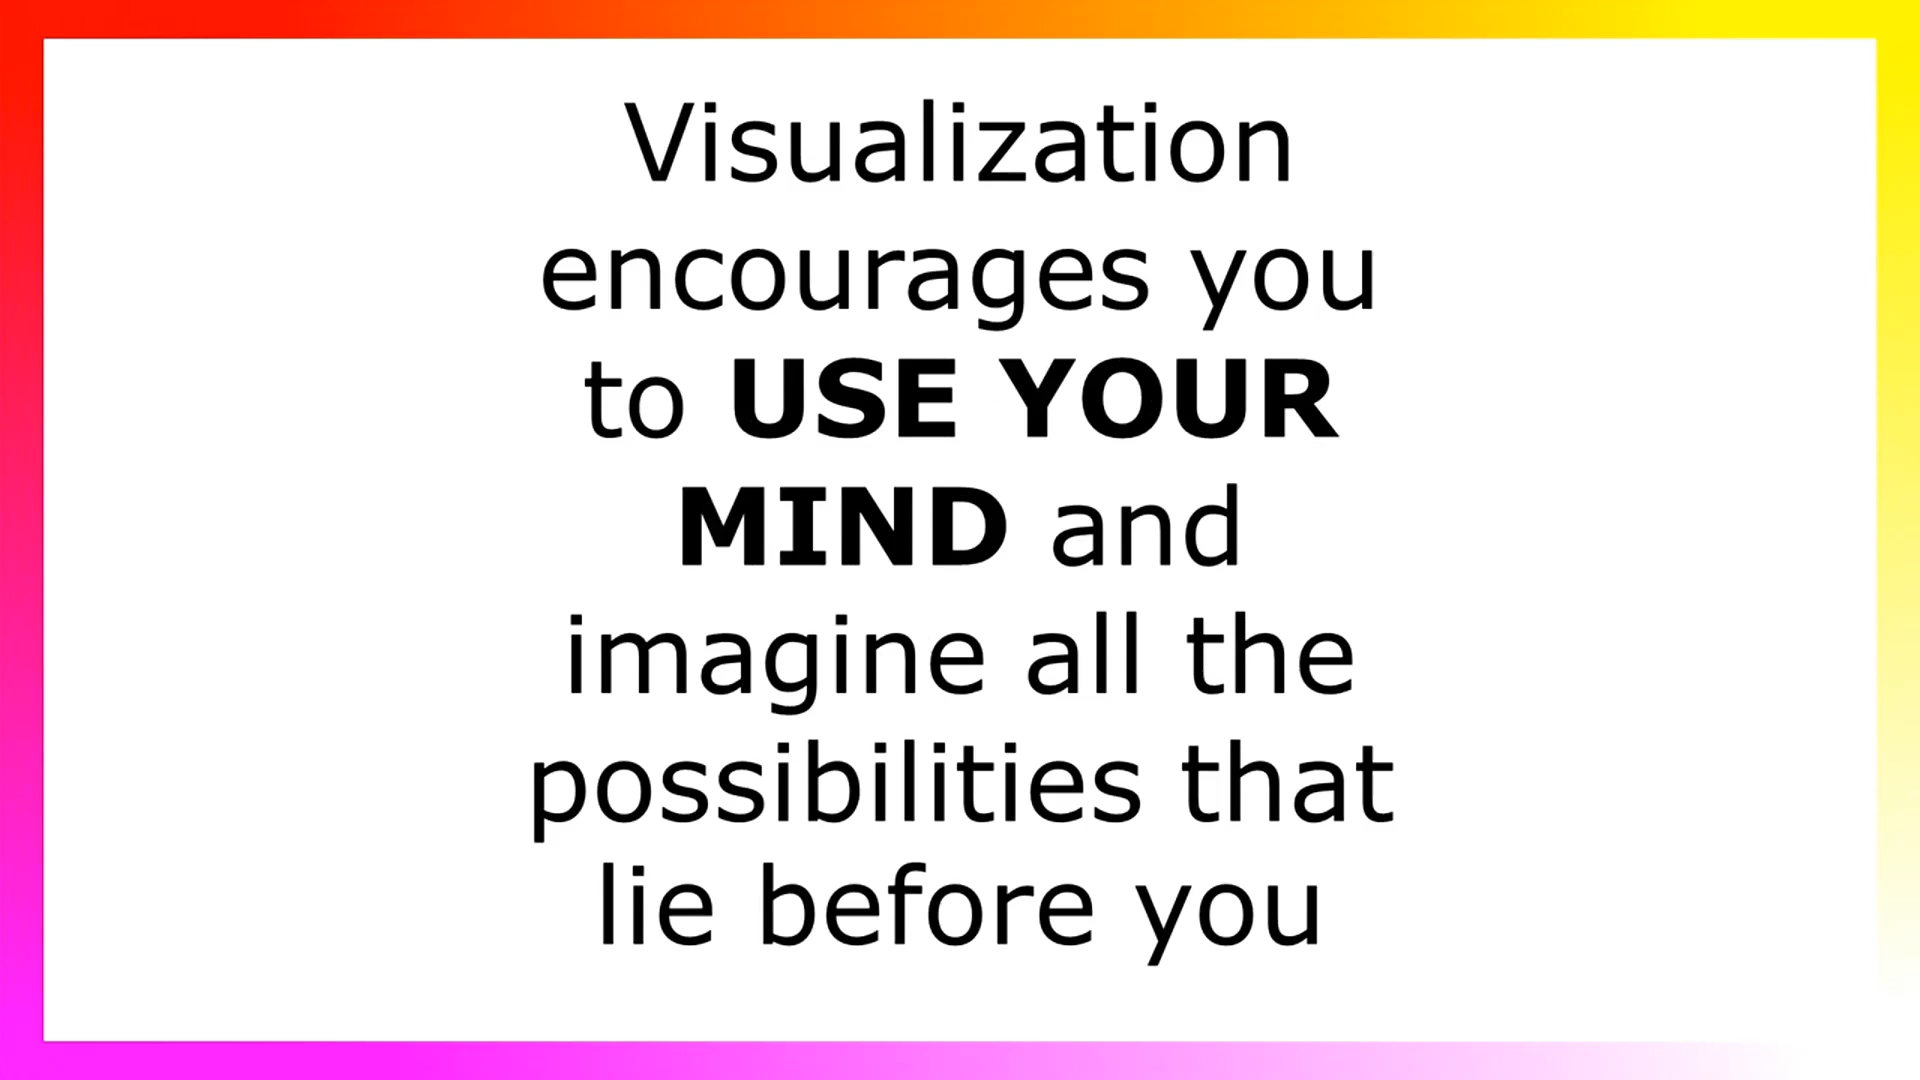 Visualization
encourages you
to USE YOUR
MIND and
imagine all the
possibilities that
lie before you